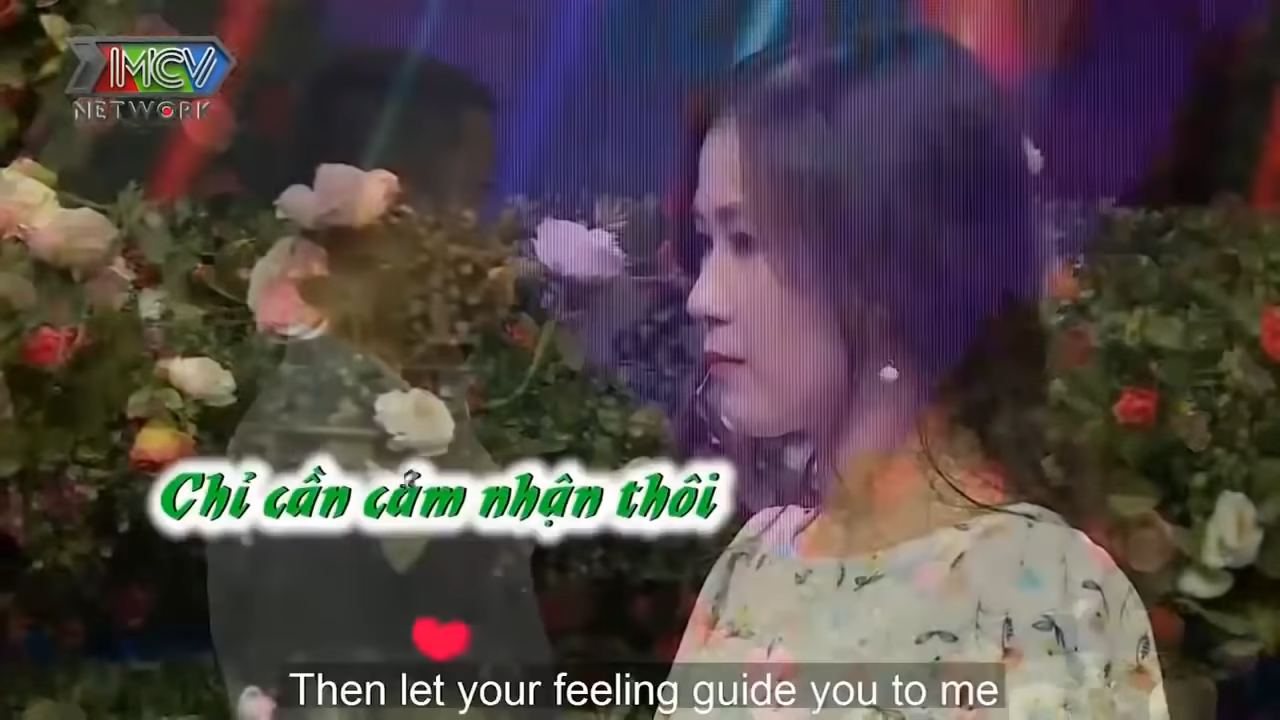 MCV
NETWORK
Chỉ cần cảm nhận thôi
Then let your feeling guide you to me